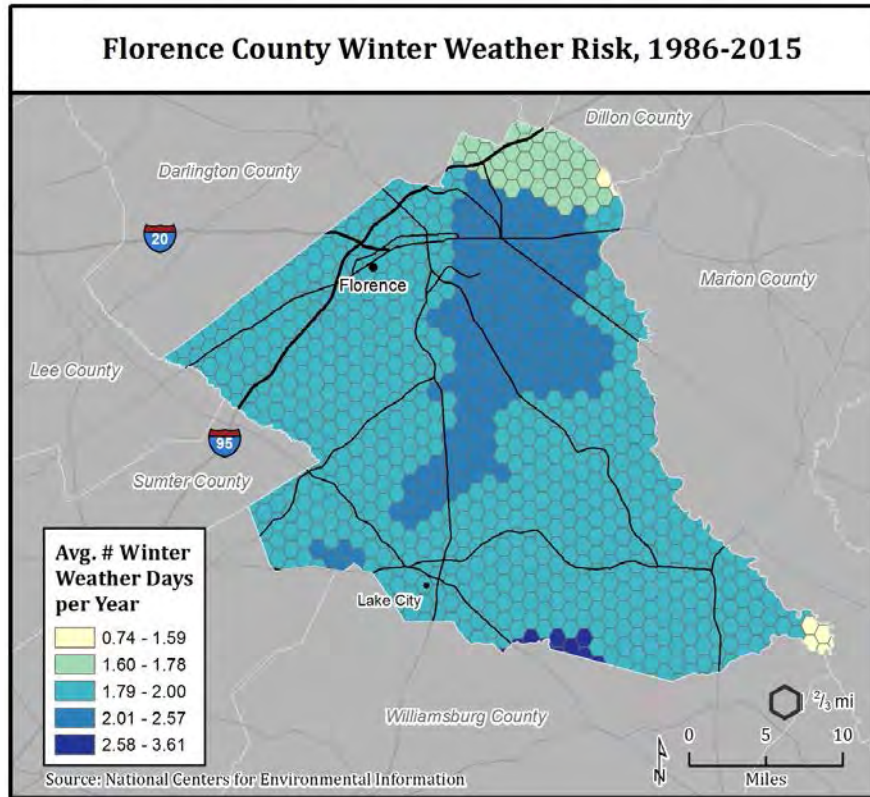 Florence County Winter Weather Risk, 1986-2015
Dillon County
Darlington County
20
Marion County
Florence
Lee County
95
Sumter County
Avg. # Winter
Weather Days
per Year
0.74 - 1.59
1.60 - 1.78
1.79 - 2.00
2.01 - 2.57
2.58 - 3.61
Lake City
Williamsburg County
2/3 mi
N
0 5 10
Miles
Source: National Centers for Environmental Information